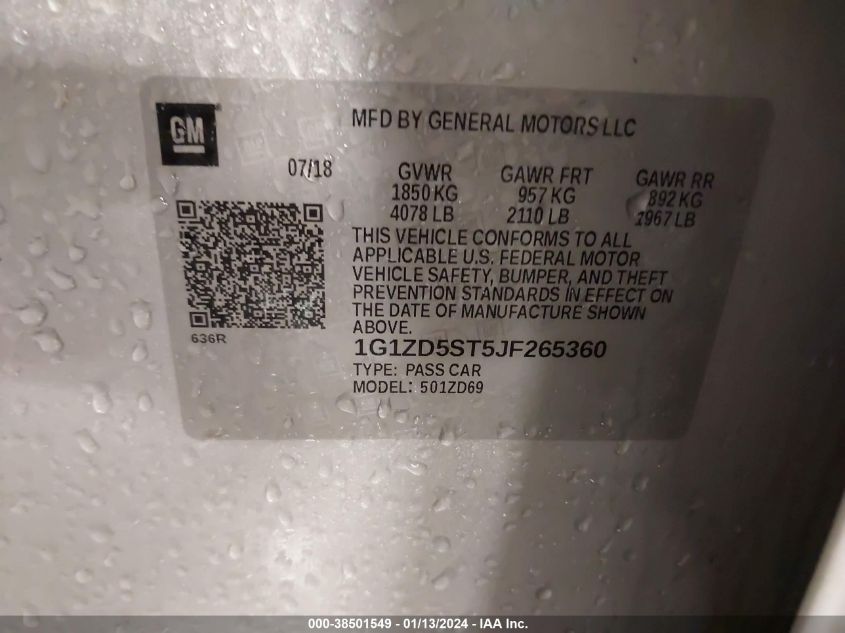 GM
MFD BY GENERAL MOTORS LLC
07/18 GVWR GAWR FRT GAWR RR
1850 KG 957 KG 892 KG
4078 LB 2110 LB 1967 LB
THIS VEHICLE CONFORMS TO ALL
APPLICABLE U.S. FEDERAL MOTOR
VEHICLE SAFETY, BUMPER, AND THEFT
PREVENTION STANDARDS IN EFFECT ON
THE DATE OF MANUFACTURE SHOWN
ABOVE.
636R
1G1ZD5ST5JF265360
TYPE: PASS CAR
MODEL: 501ZD69
000-38501549 - 01/13/2024 - IAA Inc.